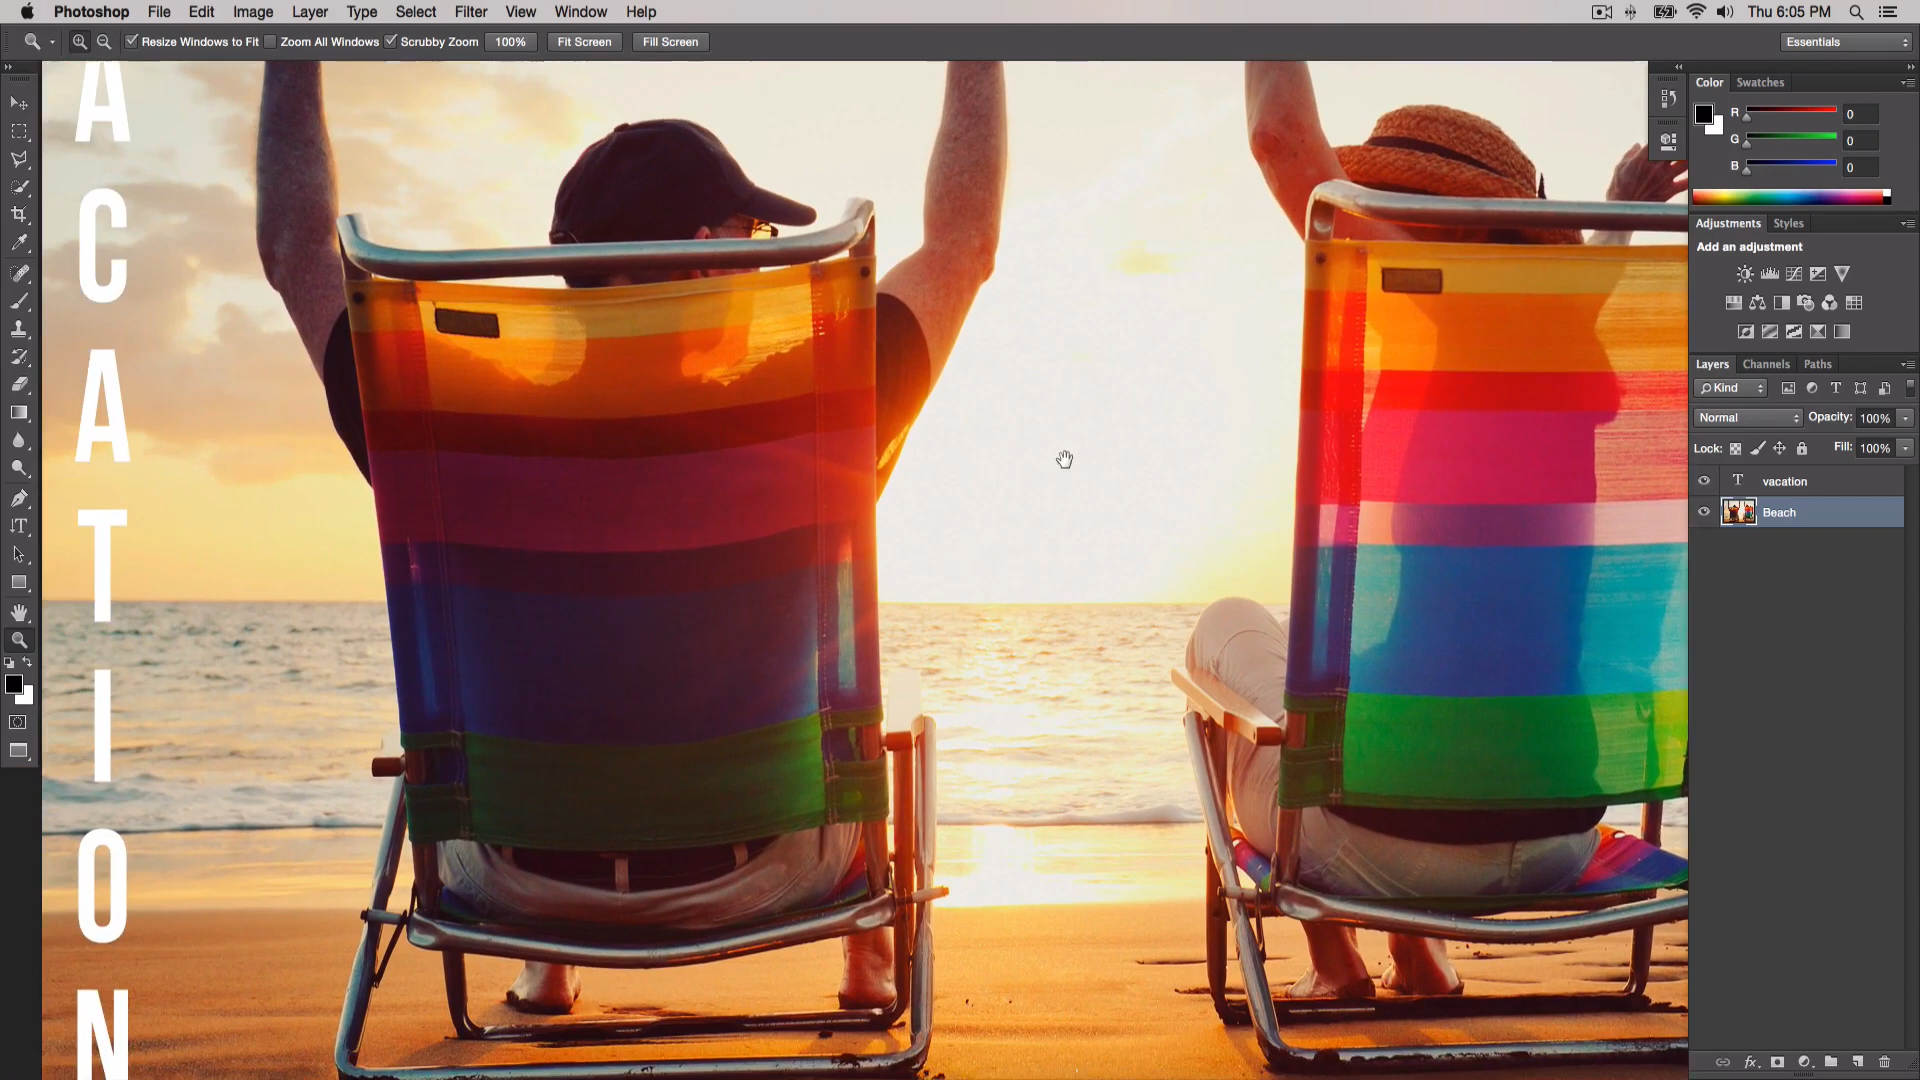 Photoshop File Edit Image Layer Type Select Filter View Window Help Thu 6:05 PM
Resize Windows to Fit Zoom All Windows Scrubby Zoom 100% Fit Screen Fill Screen Essentials
A
C
A
T
I
O
N
Color Swatches
R 0
G 0
B 0
Adjustments Styles
Add an adjustment
Layers Channels Paths
Kind
Normal Opacity: 100%
Lock: Fill: 100%
T vacation
Beach